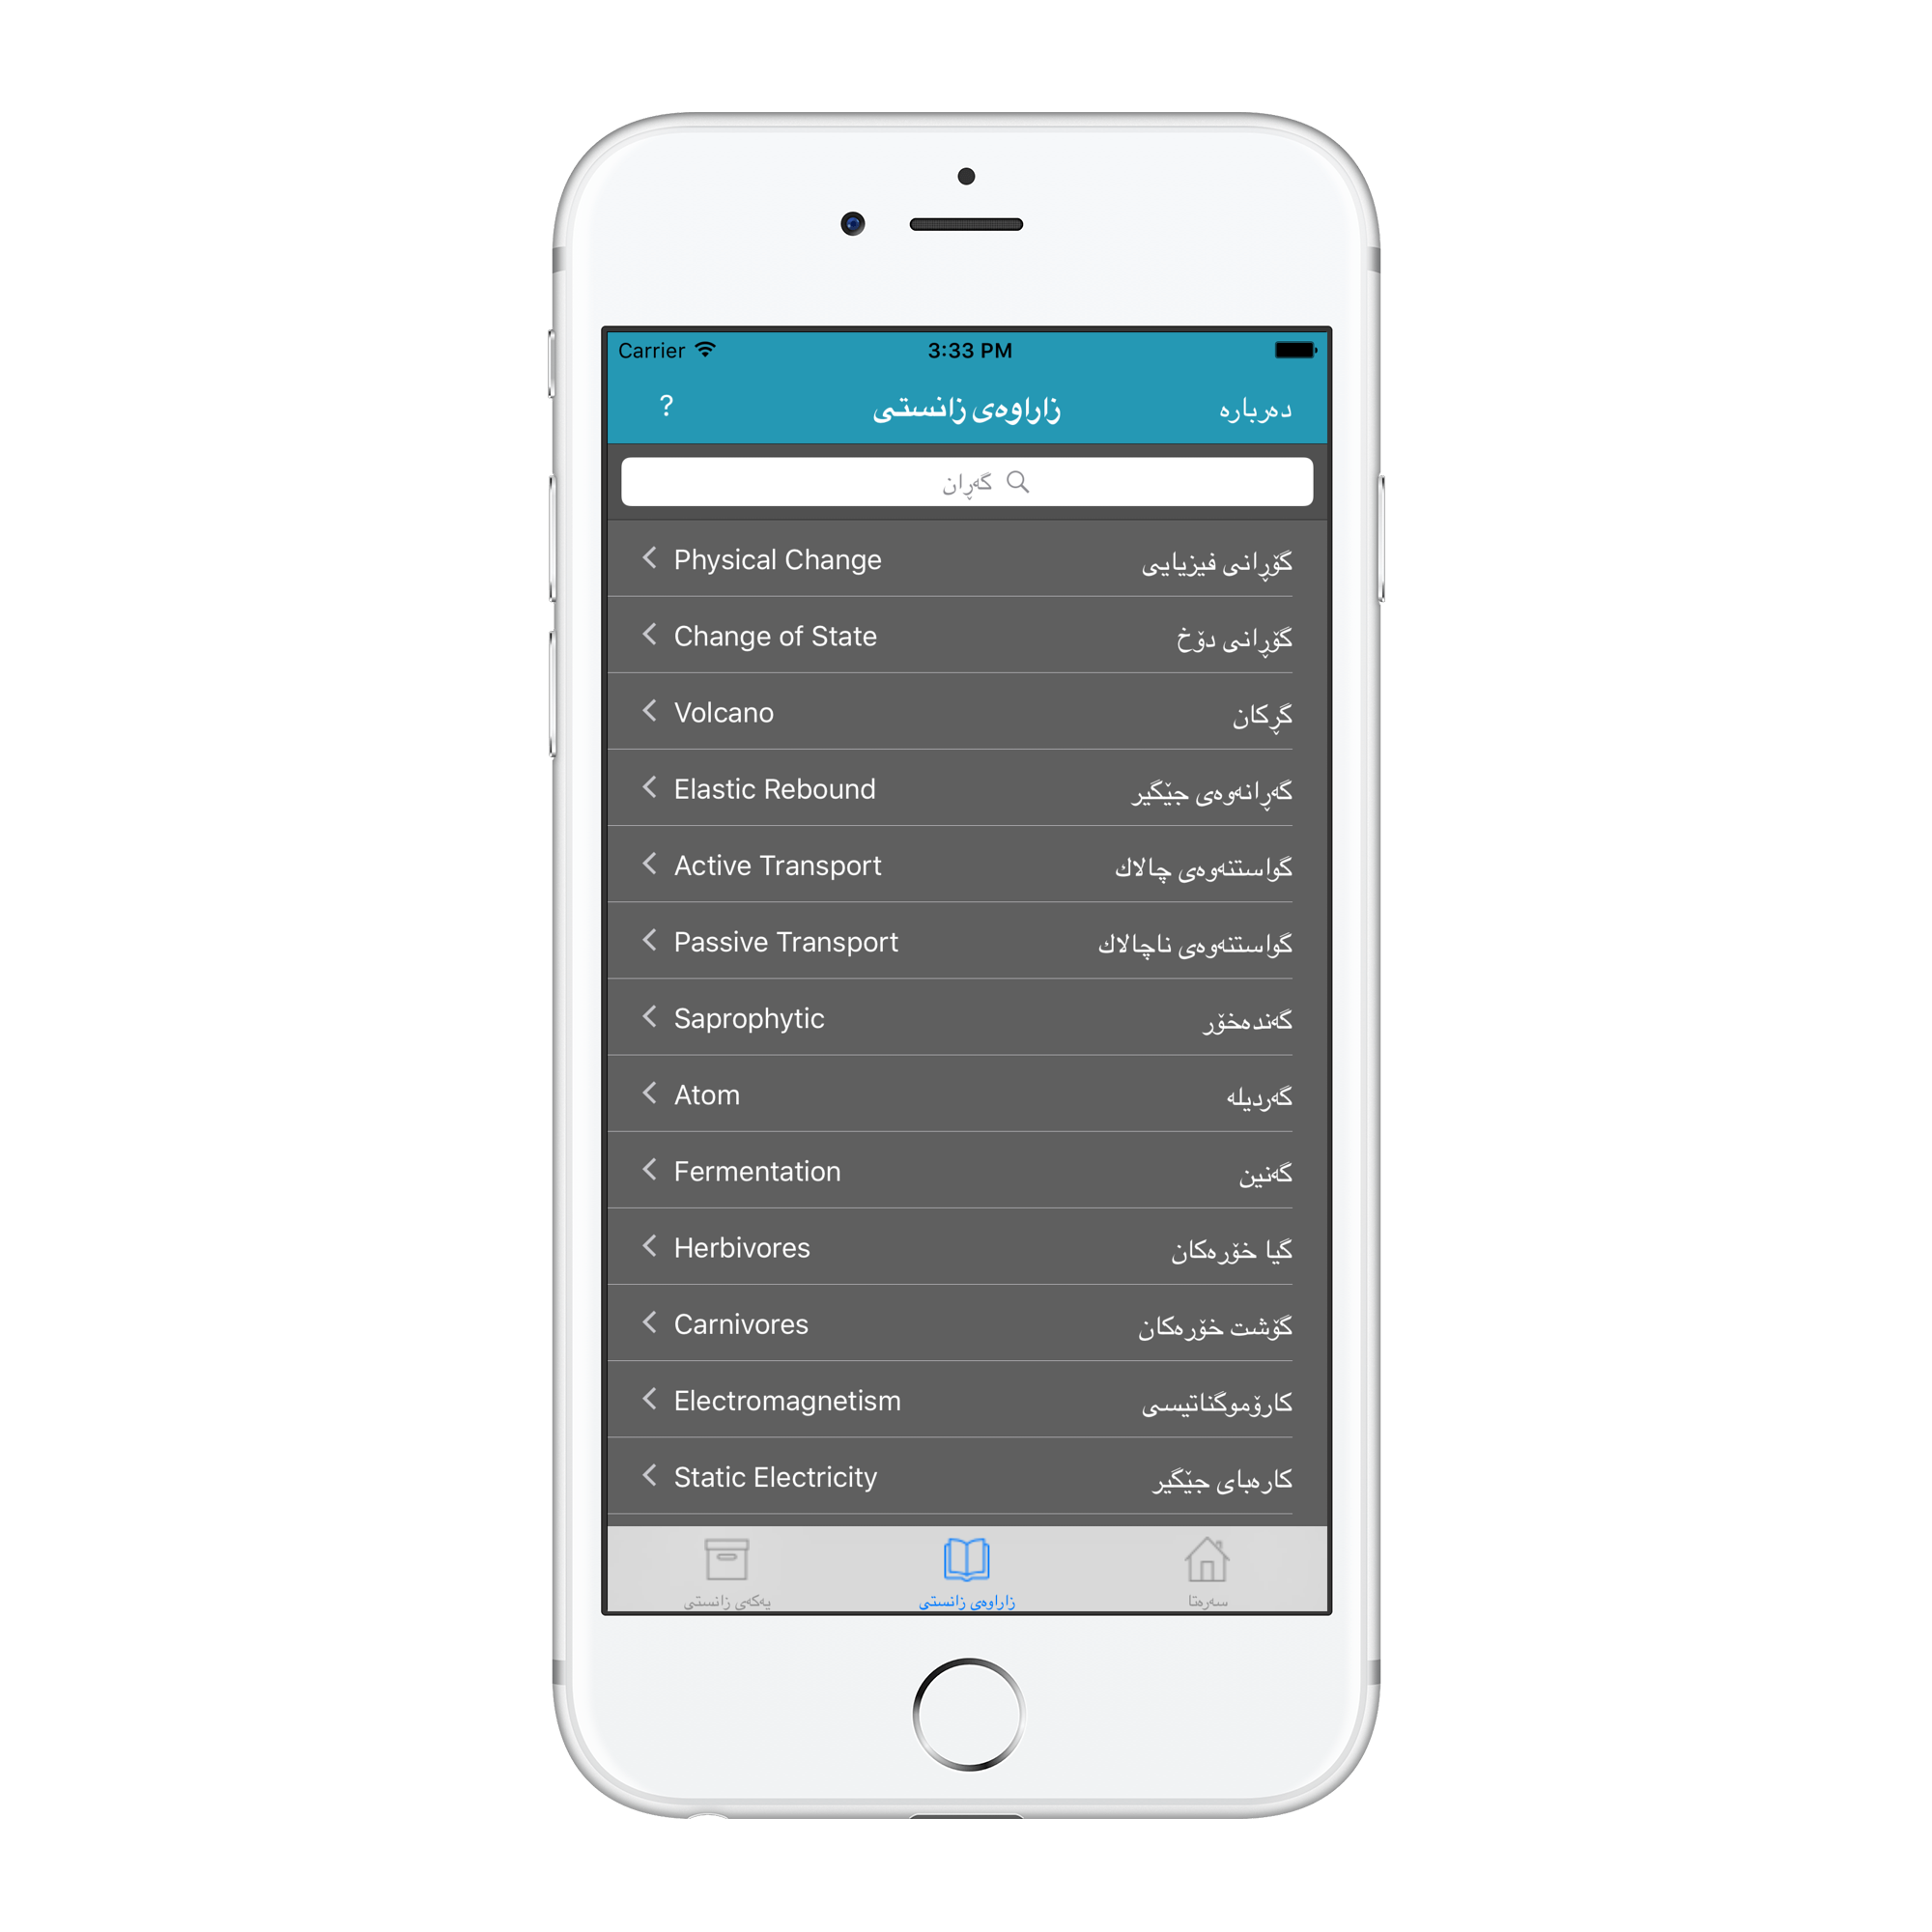 Carrier 3:33 PM
دەربارە زاراوەی زانستی ?
گەڕان
گۆڕانی فیزیایی Physical Change
گۆڕانی دۆخ Change of State
گڕکان Volcano
گەڕانەوەی جێگیر Elastic Rebound
گواستنەوەی چالاك Active Transport
گواستنەوەی ناچالاك Passive Transport
گەندەخۆر Saprophytic
گەردیلە Atom
گەنین Fermentation
گیا خۆرەکان Herbivores
گۆشت خۆرەکان Carnivores
کارۆموگناتیسی Electromagnetism
کارەبای جێگیر Static Electricity
سەرەتا زاراوەی زانستی یەکەی زانستی